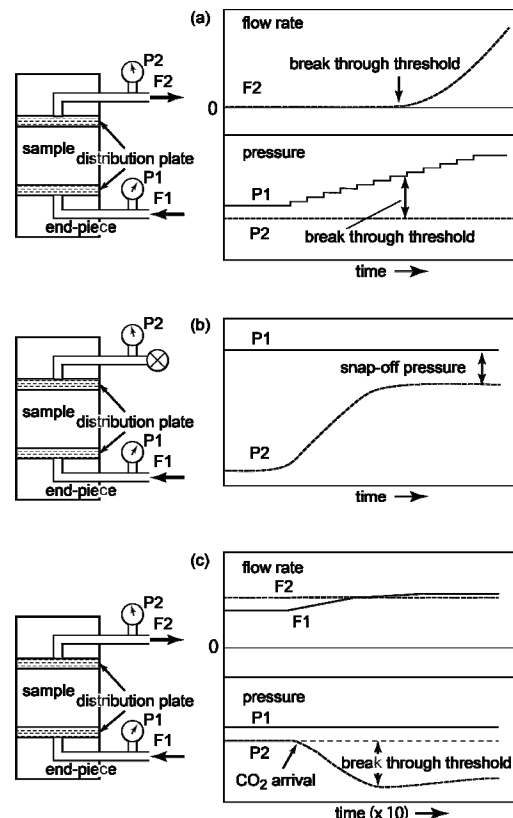 (a)
P2
F2
sample
distribution plate
P1
F1
end-piece
flow rate
break through threshold
F2
0
pressure
P1
P2
break through threshold
time
(b)
P2
sample
distribution plate
P1
F1
end-piece
P1
snap-off pressure
P2
time
(c)
P2
F2
sample
distribution plate
P1
F1
end-piece
flow rate
F2
F1
0
pressure
P1
P2
break through threshold
CO2 arrival
time (x 10)